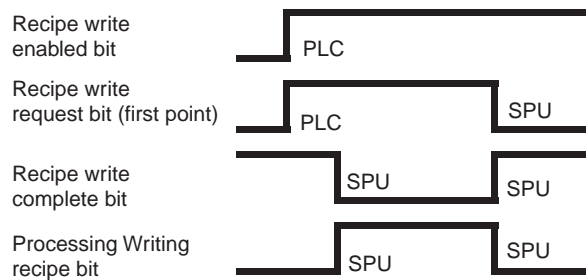 Recipe write
enabled bit
PLC
Recipe write
request bit (first point)
PLC
SPU
Recipe write
complete bit
SPU
SPU
Processing Writing
recipe bit
SPU
SPU